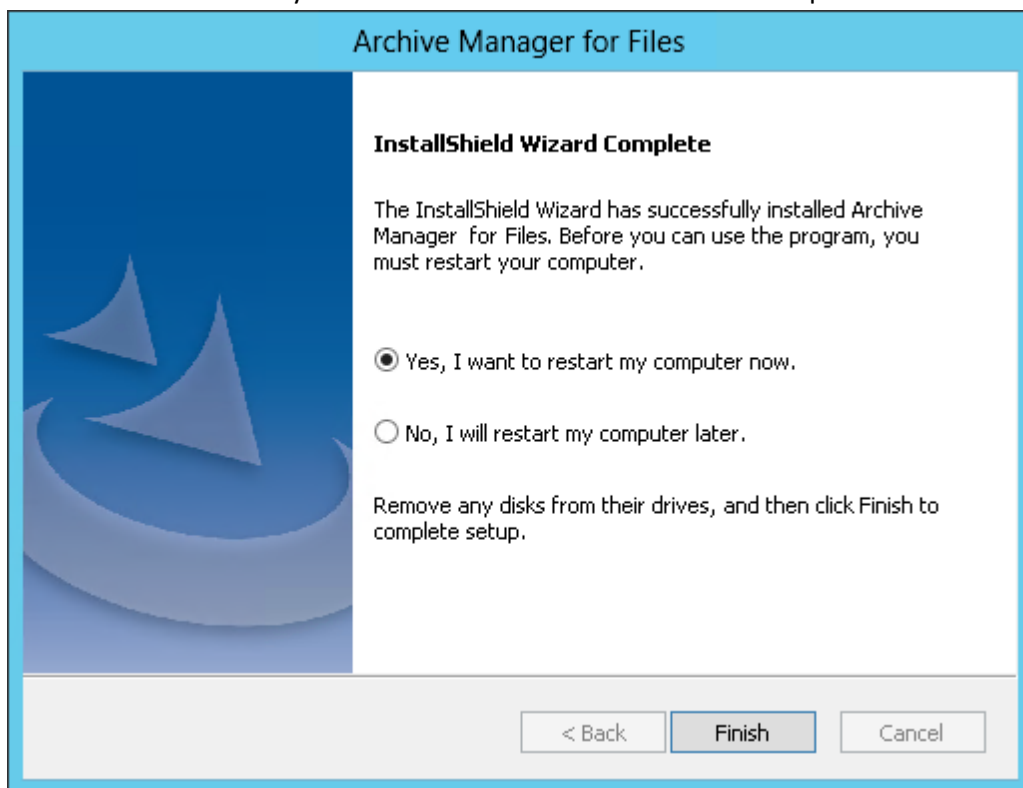 Archive Manager for Files
InstallShield Wizard Complete
The InstallShield Wizard has successfully installed Archive
Manager  for Files. Before you can use the program, you
must restart your computer.
Yes, I want to restart my computer now.
No, I will restart my computer later.
Remove any disks from their drives, and then click Finish to
complete setup.
< Back
Finish
Cancel